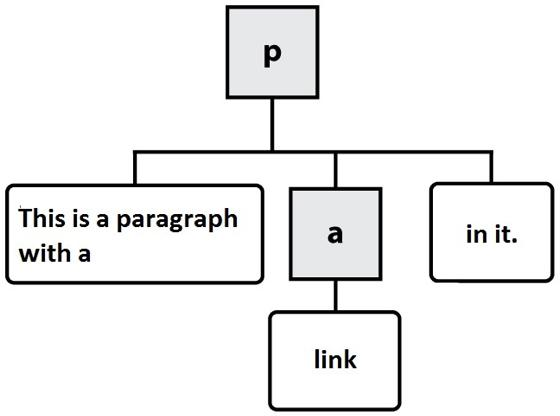 p
This is a paragraph
with a
a
in it.
link